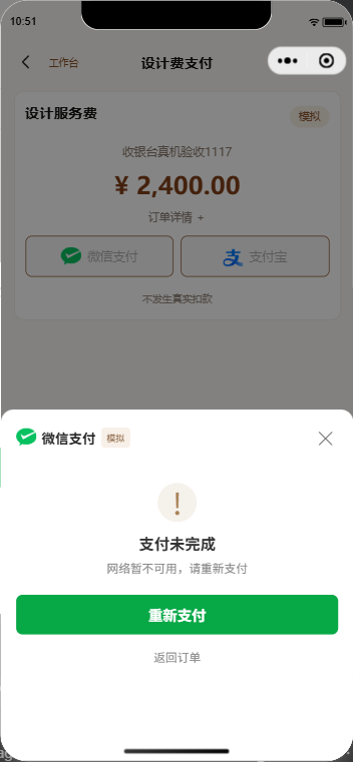 10:51
工作台
设计费支付
设计服务费
模拟
收银台真机验收1117
¥ 2,400.00
订单详情 +
微信支付
支付宝
不发生真实扣款
微信支付
模拟
支付未完成
网络暂不可用，请重新支付
重新支付
返回订单